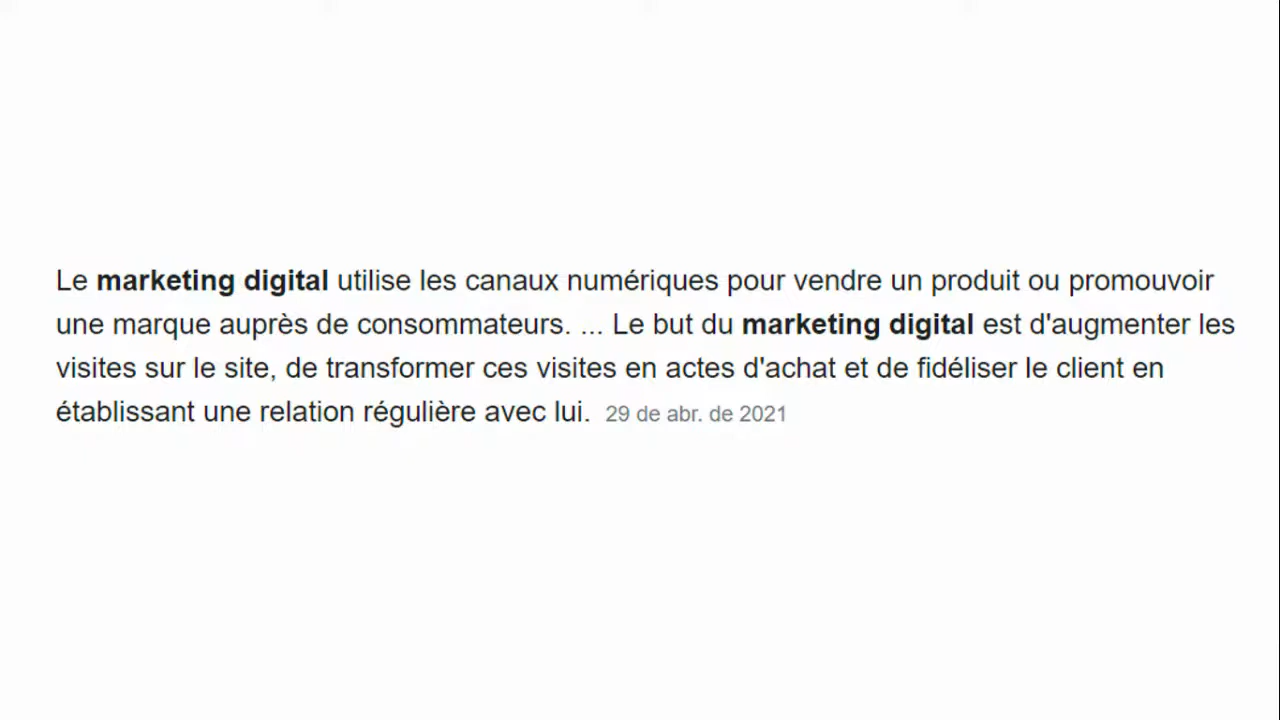 Le marketing digital utilise les canaux numériques pour vendre un produit ou promouvoir
une marque auprès de consommateurs. ... Le but du marketing digital est d'augmenter les
visites sur le site, de transformer ces visites en actes d'achat et de fidéliser le client en
établissant une relation régulière avec lui. 29 de abr. de 2021